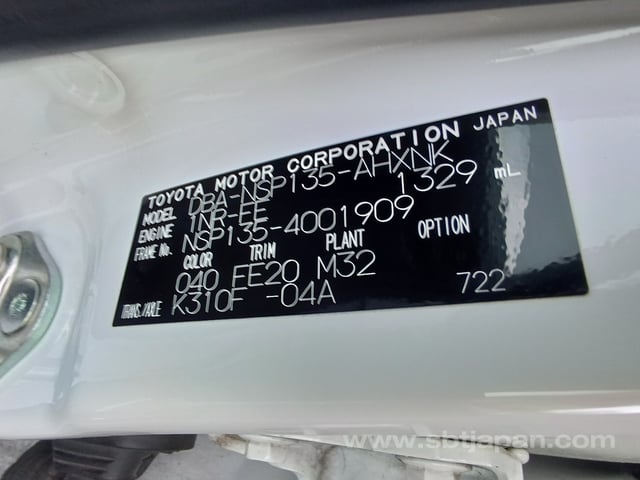 TOYOTA MOTOR CORPORATION JAPAN
MODEL DBA-NSP135-AHXNK
ENGINE 1NR-FE 1329 mL
FRAME No. NSP135-4001909
COLOR TRIM PLANT OPTION
040 FE20 M32
TRANS./AXLE K310F -04A 722
www.sbtjapan.com